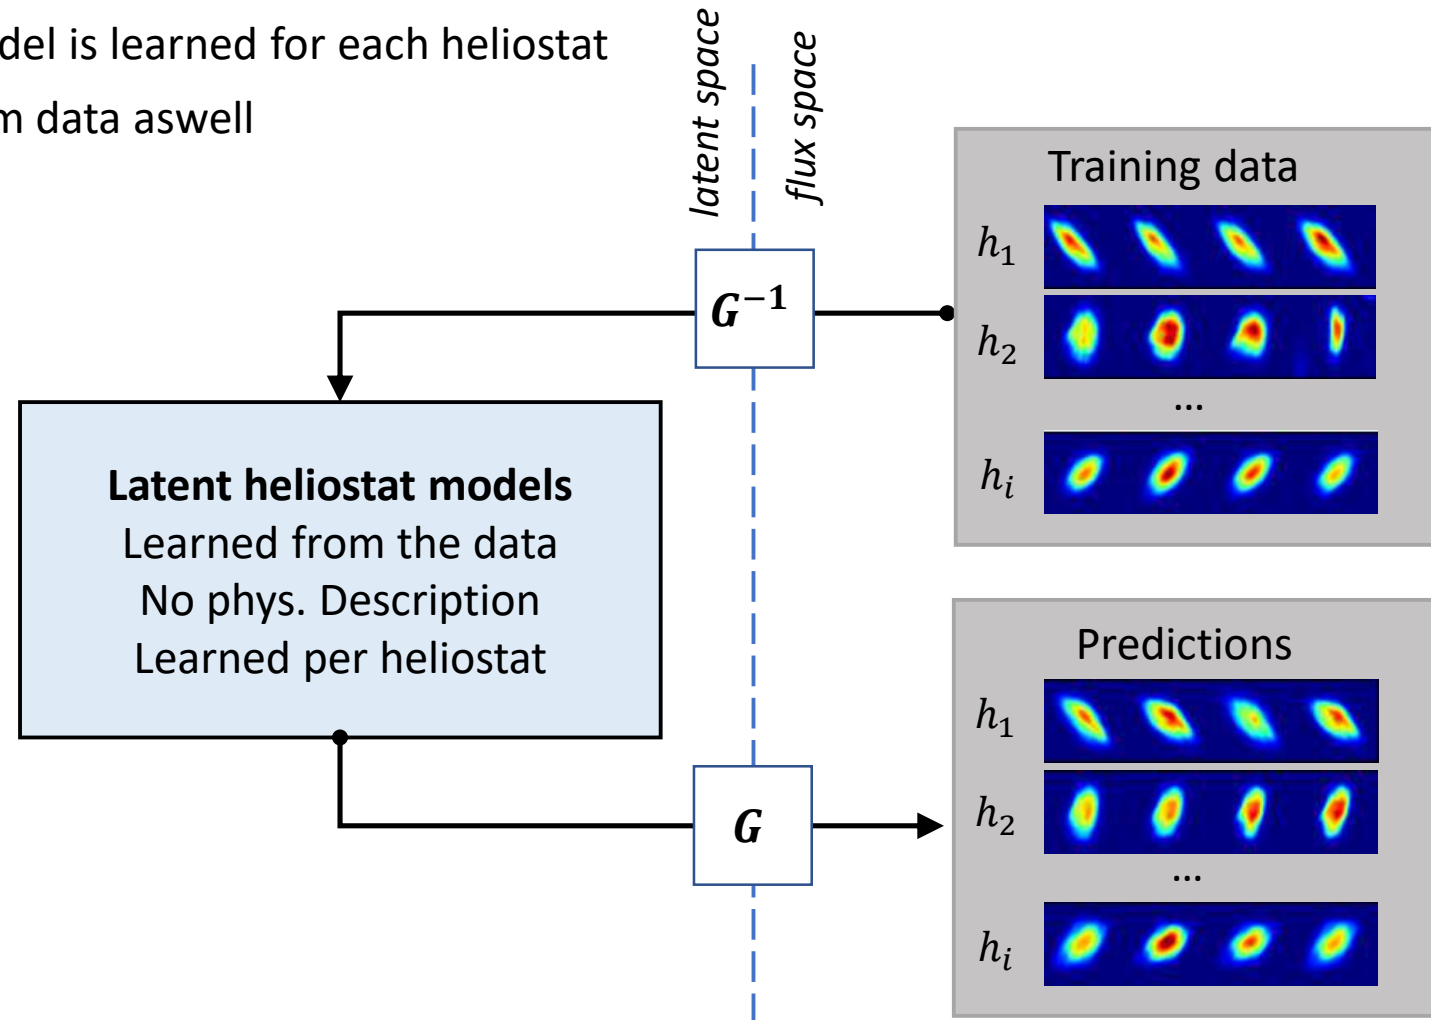 del is learned for each heliostat
m data aswell
latent space
flux space
Training data
h₁
h₂
...
hᵢ
G⁻¹
Latent heliostat models
Learned from the data
No phys. Description
Learned per heliostat
Predictions
h₁
h₂
...
hᵢ
G